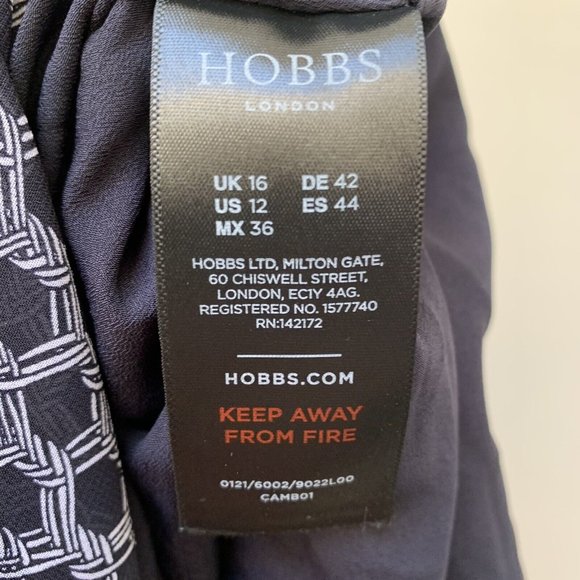 HOBBS
LONDON
UK 16 DE 42
US 12 ES 44
MX 36
HOBBS LTD, MILTON GATE,
60 CHISWELL STREET,
LONDON, EC1Y 4AG.
REGISTERED NO. 1577740
RN:142172
HOBBS.COM
KEEP AWAY
FROM FIRE
0121/6002/9022L00
CAMB01